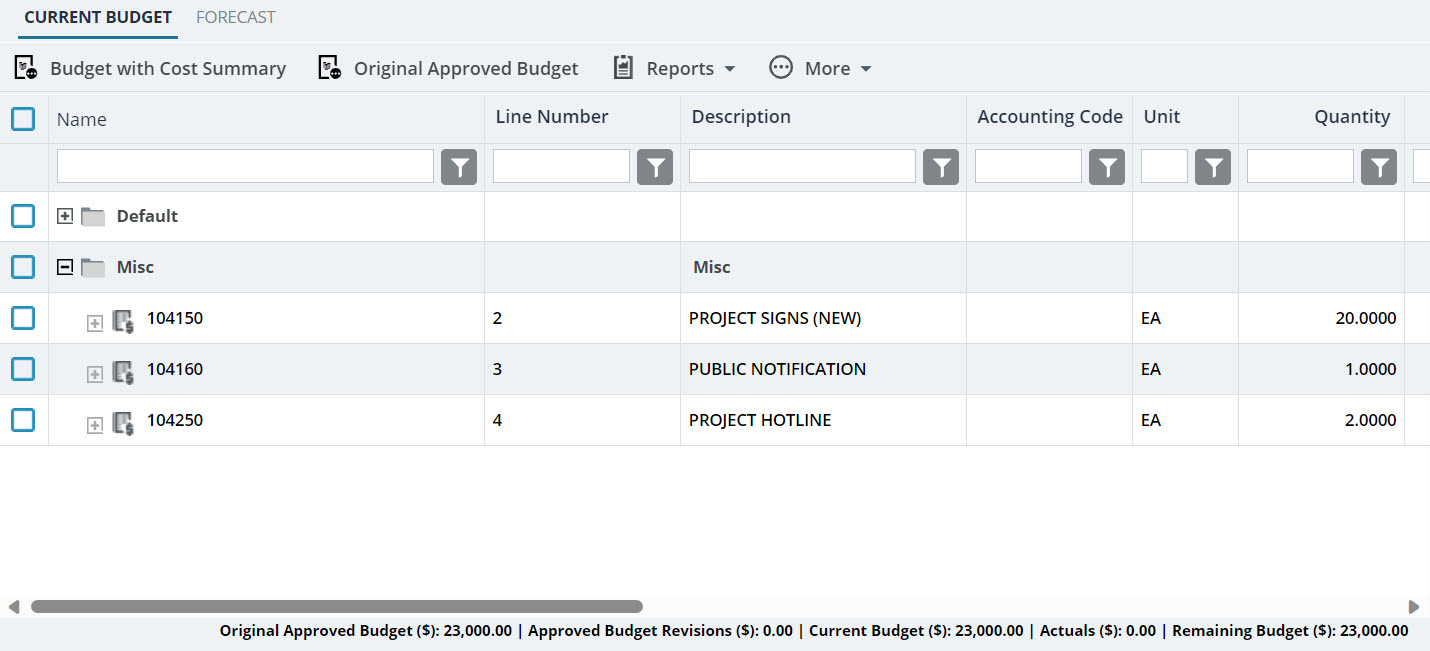 CURRENT BUDGET FORECAST
Budget with Cost Summary Original Approved Budget Reports More
Name Line Number Description Accounting Code Unit Quantity
Default
Misc Misc
104150 2 PROJECT SIGNS (NEW) EA 20.0000
104160 3 PUBLIC NOTIFICATION EA 1.0000
104250 4 PROJECT HOTLINE EA 2.0000
Original Approved Budget ($): 23,000.00 | Approved Budget Revisions ($): 0.00 | Current Budget ($): 23,000.00 | Actuals ($): 0.00 | Remaining Budget ($): 23,000.00